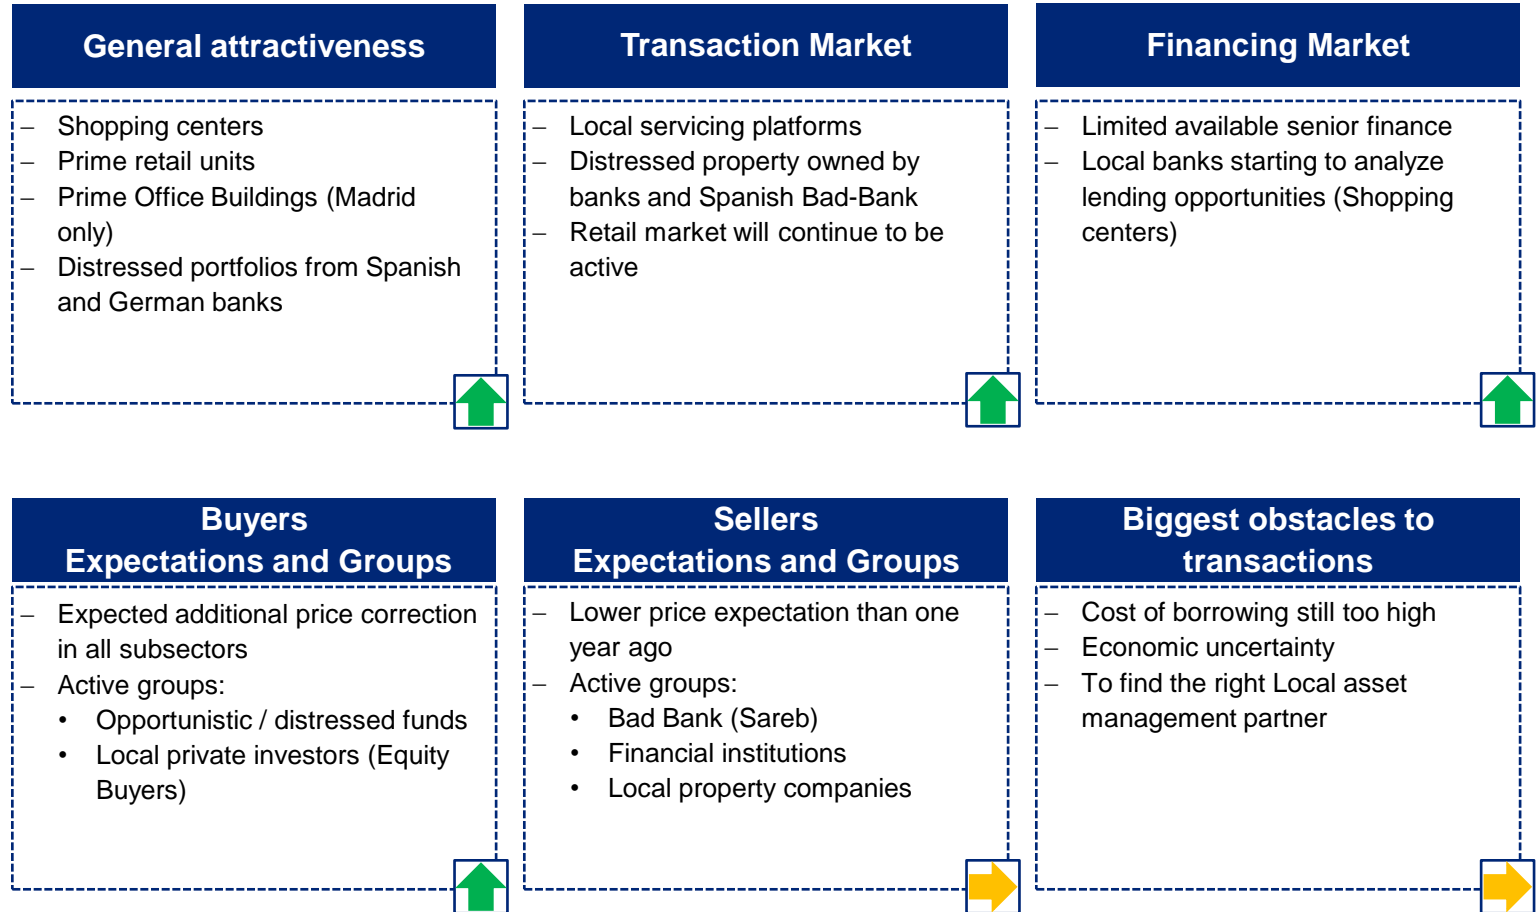 General attractiveness
– Shopping centers
– Prime retail units
– Prime Office Buildings (Madrid
only)
– Distressed portfolios from Spanish
and German banks
Transaction Market
– Local servicing platforms
– Distressed property owned by
banks and Spanish Bad-Bank
– Retail market will continue to be
active
Financing Market
– Limited available senior finance
– Local banks starting to analyze
lending opportunities (Shopping
centers)
Buyers
Expectations and Groups
– Expected additional price correction
in all subsectors
– Active groups:
• Opportunistic / distressed funds
• Local private investors (Equity
Buyers)
Sellers
Expectations and Groups
– Lower price expectation than one
year ago
– Active groups:
• Bad Bank (Sareb)
• Financial institutions
• Local property companies
Biggest obstacles to
transactions
– Cost of borrowing still too high
– Economic uncertainty
– To find the right Local asset
management partner